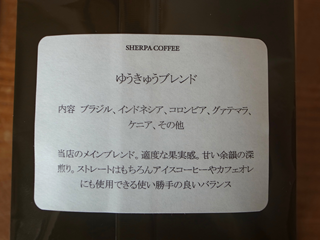 SHERPA COFFEE
ゆうきゅうブレンド
内容 ブラジル、インドネシア、コロンビア、グァテマラ、
ケニア、その他
当店のメインブレンド。適度な果実感。甘い余韻の深
煎り。ストレートはもちろんアイスコーヒーやカフェオレ
にも使用できる使い勝手の良いバランス